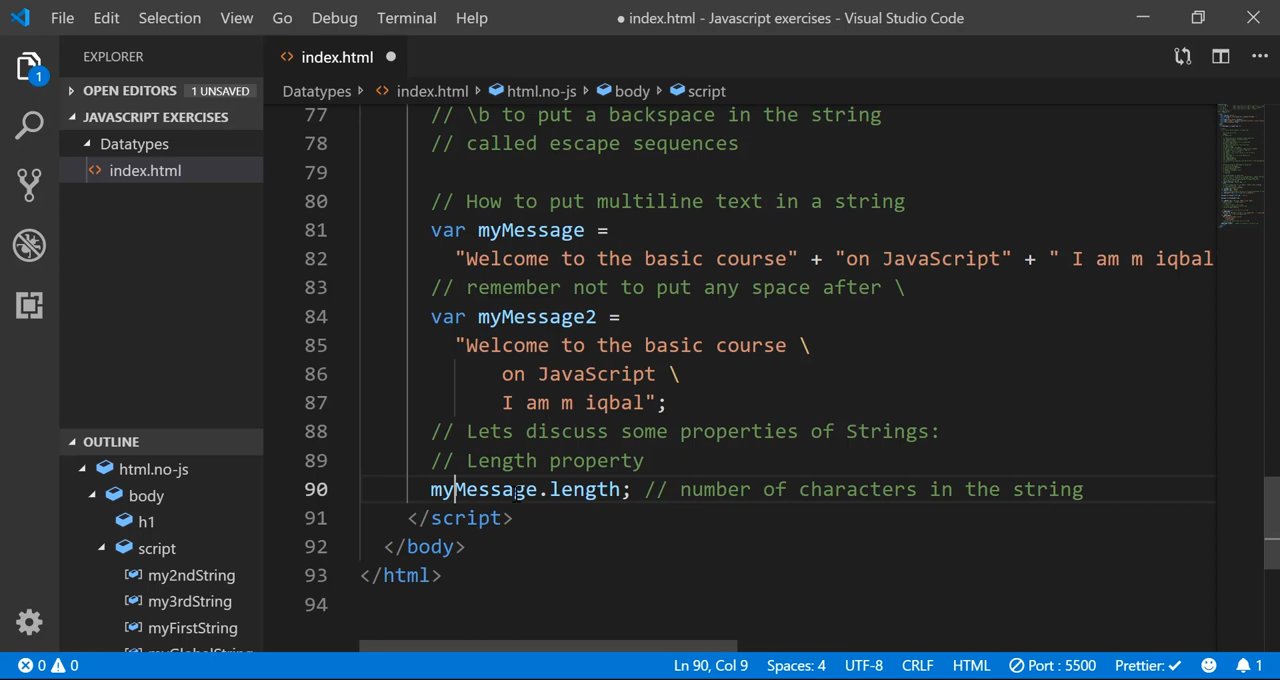 File Edit Selection View Go Debug Terminal Help ● index.html - Javascript exercises - Visual Studio Code
EXPLORER
index.html
1
OPEN EDITORS 1 UNSAVED
JAVASCRIPT EXERCISES
Datatypes
index.html
Datatypes index.html html.no-js body script
77 // \b to put a backspace in the string
78 // called escape sequences
79
80 // How to put multiline text in a string
81 var myMessage =
82 "Welcome to the basic course" + "on JavaScript" + " I am m iqbal
83 // remember not to put any space after \
84 var myMessage2 =
85 "Welcome to the basic course \
86 on JavaScript \
87 I am m iqbal";
88 // Lets discuss some properties of Strings:
89 // Length property
90 myMessage.length; // number of characters in the string
91 </script>
92 </body>
93 </html>
94
OUTLINE
html.no-js
body
h1
script
my2ndString
my3rdString
myFirstString
0 0 Ln 90, Col 9 Spaces: 4 UTF-8 CRLF HTML Port : 5500 Prettier: ✓ 1